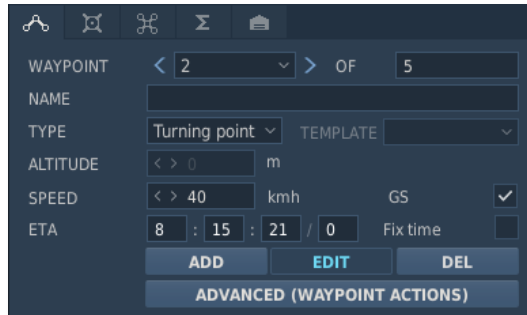 Σ
WAYPOINT < 2 > OF 5
NAME
TYPE Turning point TEMPLATE
ALTITUDE < > 0 m
SPEED < > 40 kmh GS
ETA 8 : 15 : 21 / 0 Fix time
ADD EDIT DEL
ADVANCED (WAYPOINT ACTIONS)